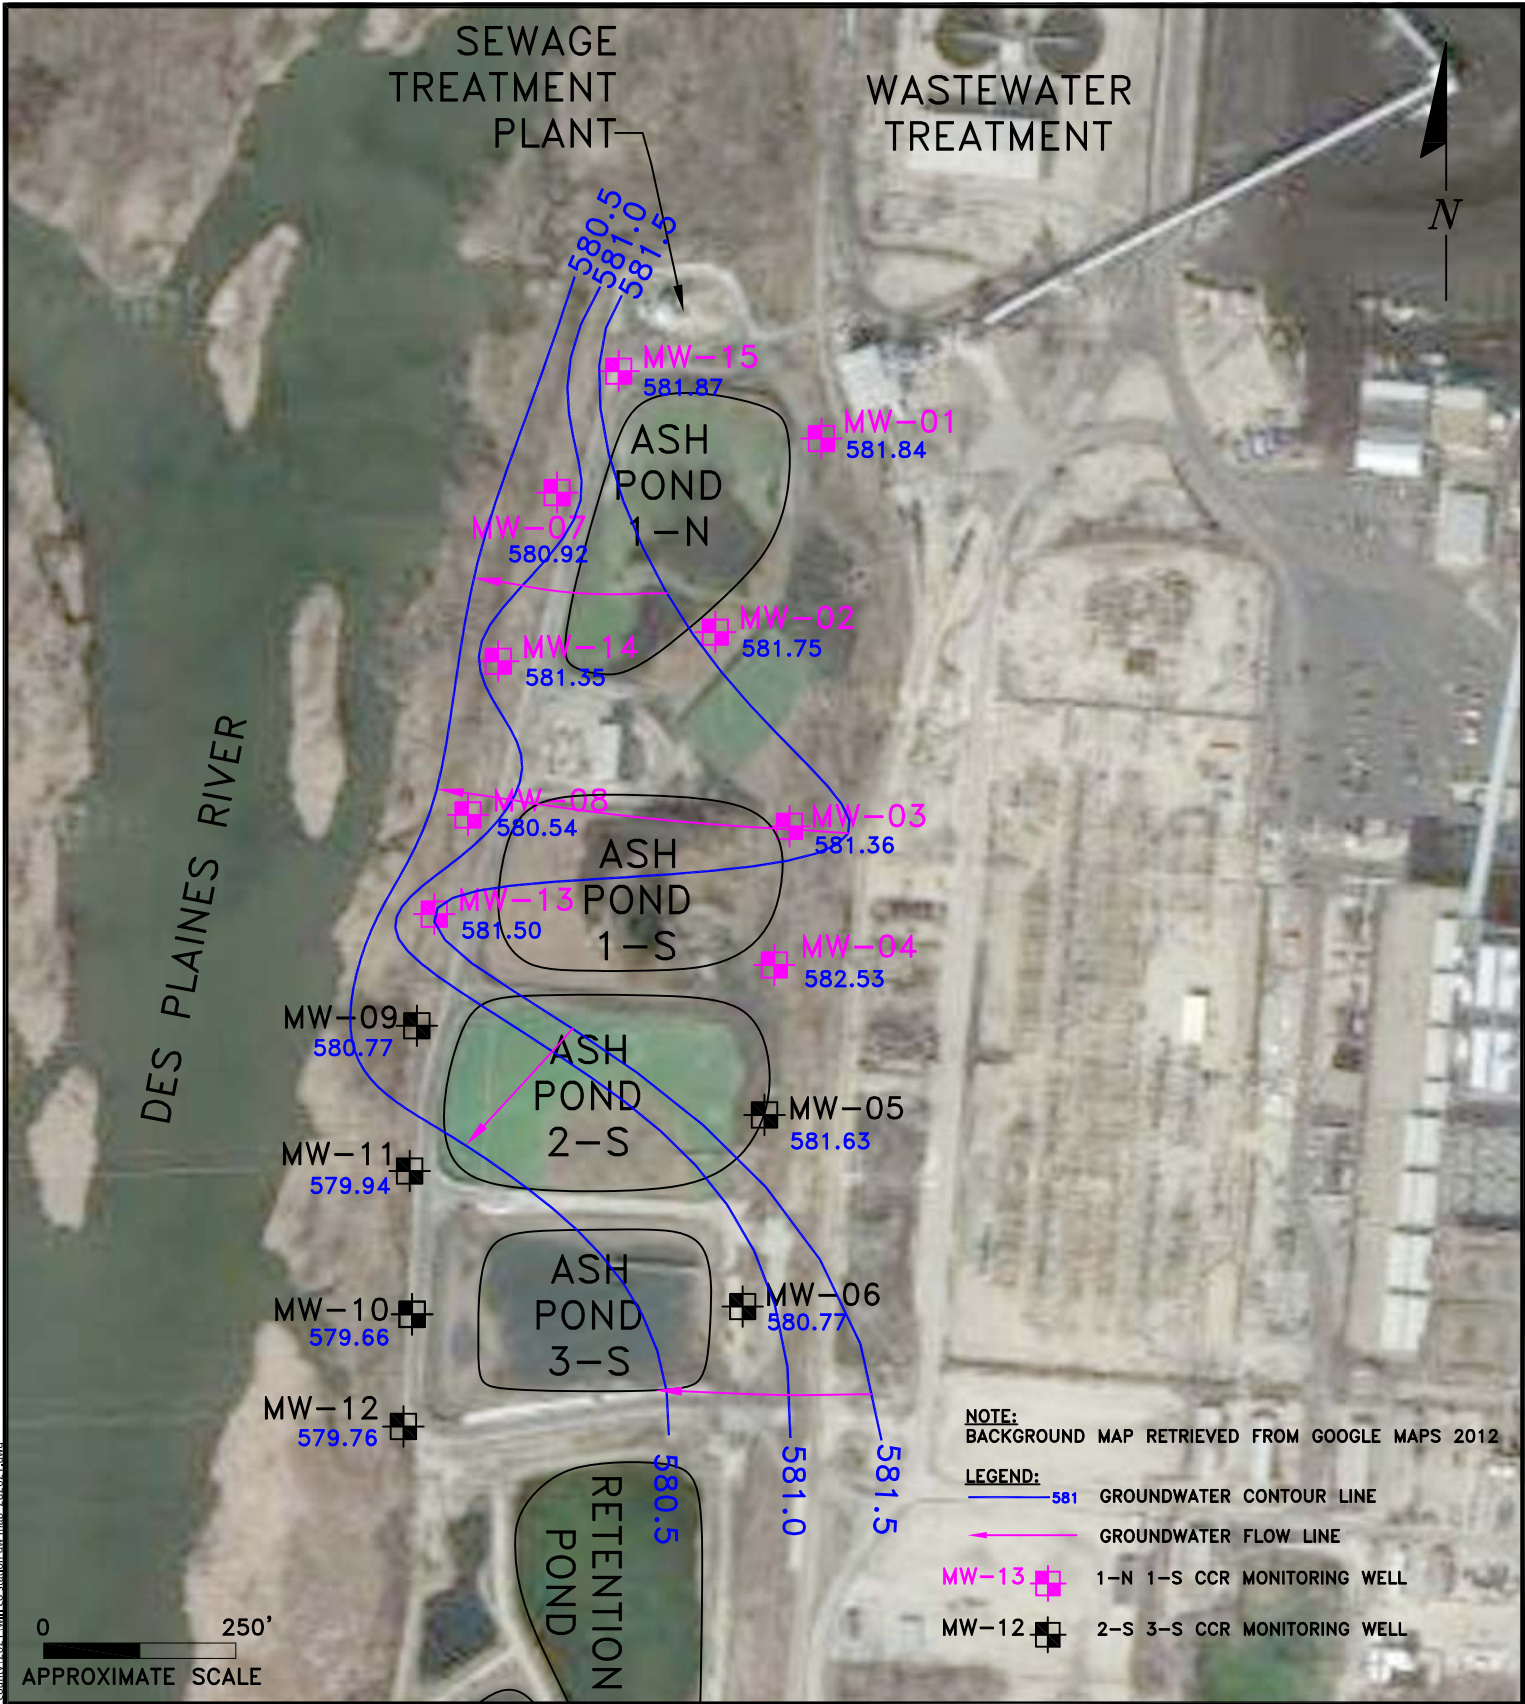 SEWAGE
TREATMENT
PLANT
WASTEWATER
TREATMENT
N
580.5
581.0
581.5
MW-15
581.87
MW-01
581.84
ASH
POND
1-N
MW-07
580.92
MW-02
581.75
MW-14
581.35
DES PLAINES RIVER
MW-08
580.54
MW-03
581.36
ASH
POND
1-S
MW-13
581.50
MW-04
582.53
MW-09
580.77
ASH
POND
2-S
MW-05
581.63
MW-11
579.94
ASH
POND
3-S
MW-06
580.77
MW-10
579.66
MW-12
579.76
580.5
581.0
581.5
RETENTION
POND
NOTE:
BACKGROUND MAP RETRIEVED FROM GOOGLE MAPS 2012
LEGEND:
581 GROUNDWATER CONTOUR LINE
GROUNDWATER FLOW LINE
MW-13 1-N 1-S CCR MONITORING WELL
MW-12 2-S 3-S CCR MONITORING WELL
0 250'
APPROXIMATE SCALE